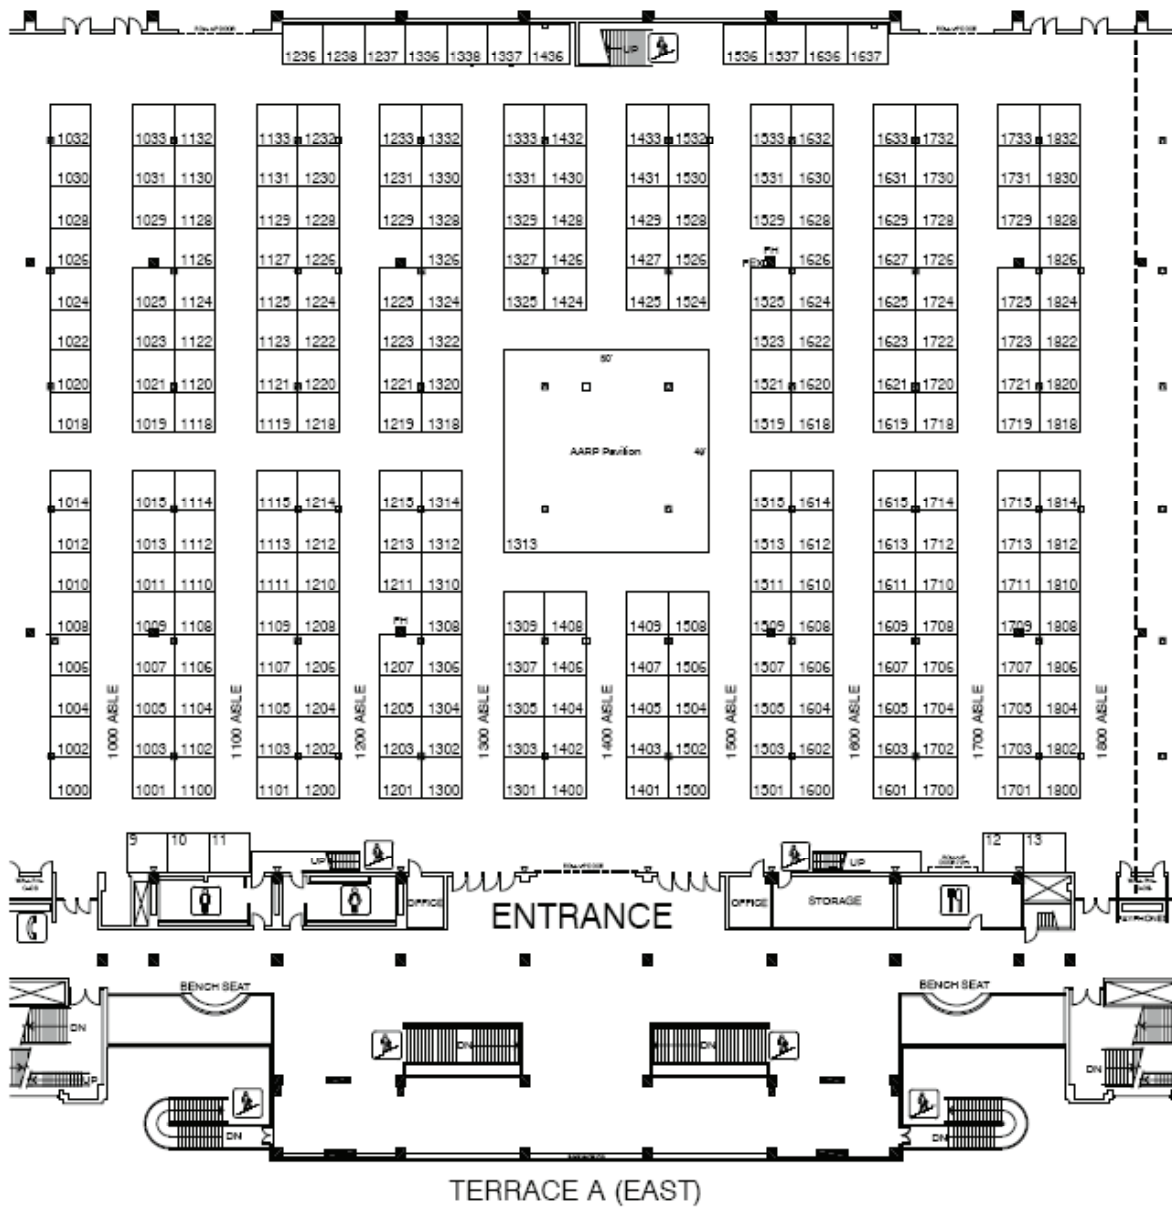 1236 1238 1237 1336 1338 1337 1436 UP 1536 1537 1636 1637
1032 1033 1132 1133 1232 1233 1332 1333 1432 1433 1532 1533 1632 1633 1732 1733 1832
1030 1031 1130 1131 1230 1231 1330 1331 1430 1431 1530 1531 1630 1631 1730 1731 1830
1028 1029 1128 1129 1228 1229 1328 1329 1428 1429 1528 1529 1628 1629 1728 1729 1828
FH
1026 1126 1127 1226 1326 1327 1426 1427 1526 FEx 1626 1627 1726 1826
1024 1025 1124 1125 1224 1225 1324 1325 1424 1425 1524 1525 1624 1625 1724 1725 1824
1022 1023 1122 1123 1222 1223 1322 1523 1622 1623 1722 1723 1822
1020 1021 1120 1121 1220 1221 1320 1521 1620 1621 1720 1721 1820
1018 1019 1118 1119 1218 1219 1318 1519 1618 1619 1718 1719 1818
AARP Pavilion
1014 1015 1114 1115 1214 1215 1314 1515 1614 1615 1714 1715 1814
1012 1013 1112 1113 1212 1213 1312 1313 1513 1612 1613 1712 1713 1812
1010 1011 1110 1111 1210 1211 1310 1511 1610 1611 1710 1711 1810
FH
1008 1009 1108 1109 1208 1308 1309 1408 1409 1508 1509 1608 1609 1708 1709 1808
1006 1007 1106 1107 1206 1207 1306 1307 1406 1407 1506 1507 1606 1607 1706 1707 1806
1004 1005 1104 1105 1204 1205 1304 1305 1404 1405 1504 1505 1604 1605 1704 1705 1804
1000 AISLE 1100 AISLE 1200 AISLE 1300 AISLE 1400 AISLE 1500 AISLE 1600 AISLE 1700 AISLE 1800 AISLE
1002 1003 1102 1103 1202 1203 1302 1303 1402 1403 1502 1503 1602 1603 1702 1703 1802
1000 1001 1100 1101 1200 1201 1300 1301 1400 1401 1500 1501 1600 1601 1700 1701 1800
9 10 11 12 13
UP UP
OFFICE ENTRANCE OFFICE STORAGE
PAYPHONES
BENCH SEAT BENCH SEAT
DN DN DN
UP DN
DN DN
TERRACE A (EAST)